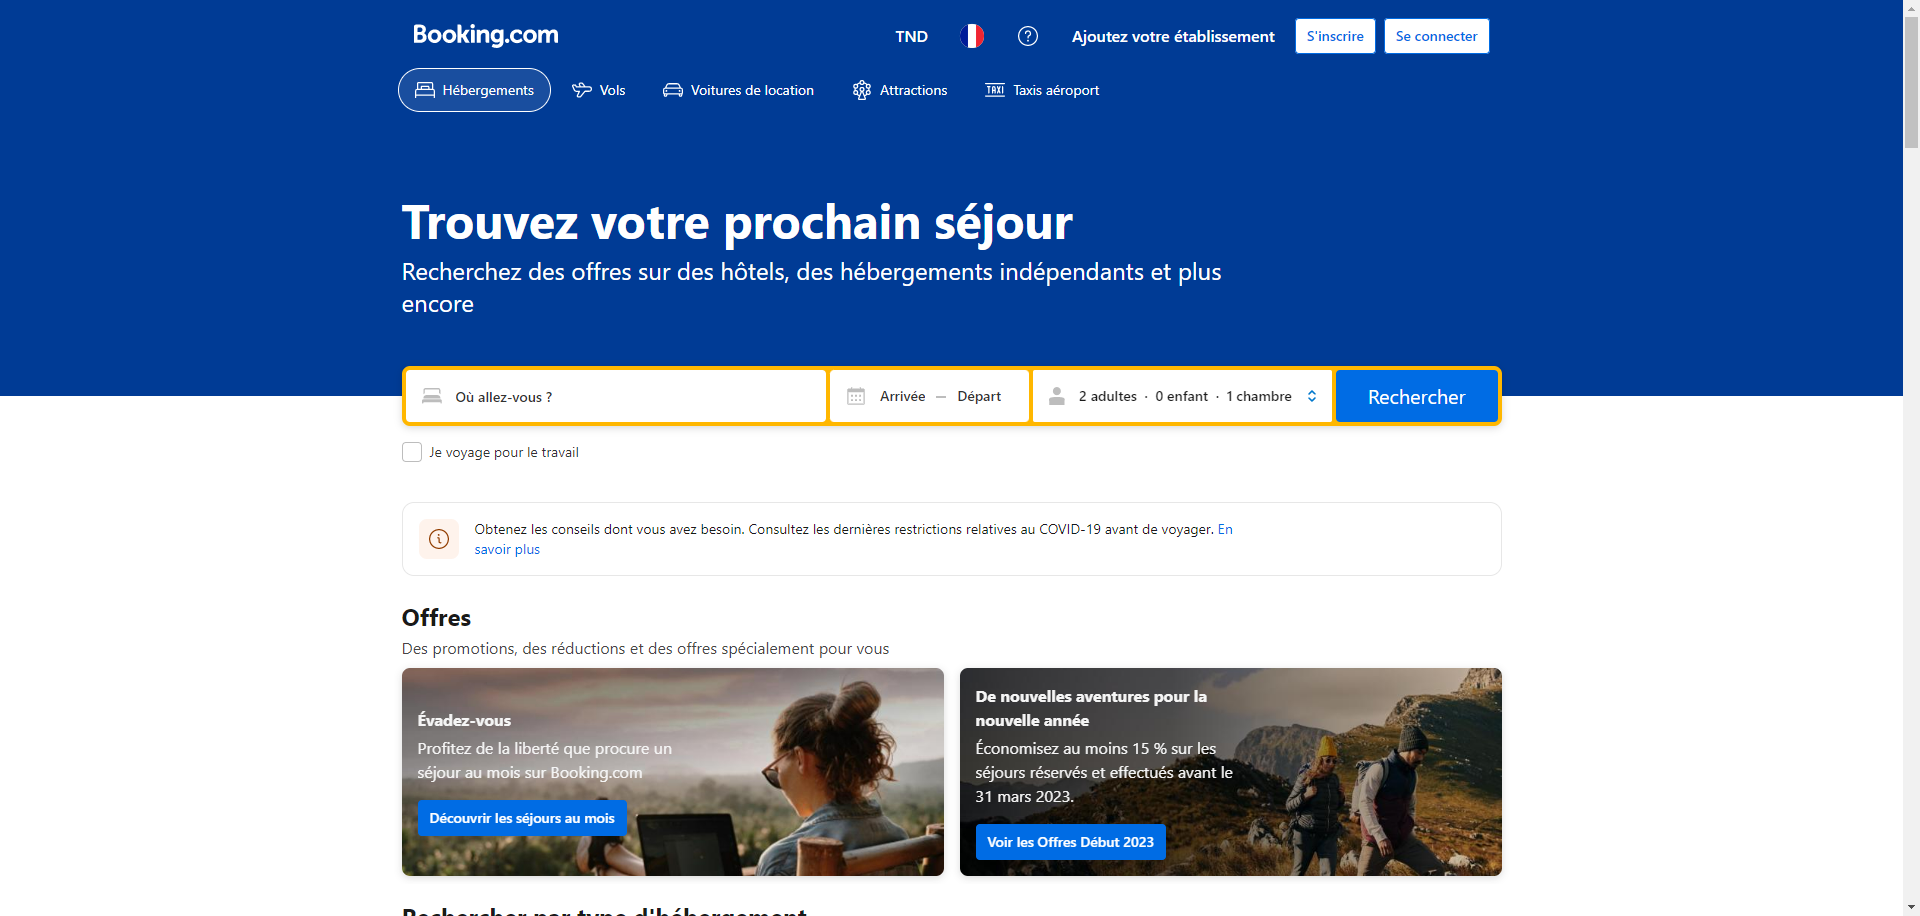 Booking.com
TND
Ajoutez votre établissement
S'inscrire
Se connecter
Hébergements
Vols
Voitures de location
Attractions
TAXI
Taxis aéroport
Trouvez votre prochain séjour
Recherchez des offres sur des hôtels, des hébergements indépendants et plus
encore
Où allez-vous ?
Arrivée — Départ
2 adultes · 0 enfant · 1 chambre
Rechercher
Je voyage pour le travail
Obtenez les conseils dont vous avez besoin. Consultez les dernières restrictions relatives au COVID-19 avant de voyager. En
savoir plus
Offres
Des promotions, des réductions et des offres spécialement pour vous
Évadez-vous
Profitez de la liberté que procure un
séjour au mois sur Booking.com
Découvrir les séjours au mois
De nouvelles aventures pour la
nouvelle année
Économisez au moins 15 % sur les
séjours réservés et effectués avant le
31 mars 2023.
Voir les Offres Début 2023
Rechercher par type d'hébergement